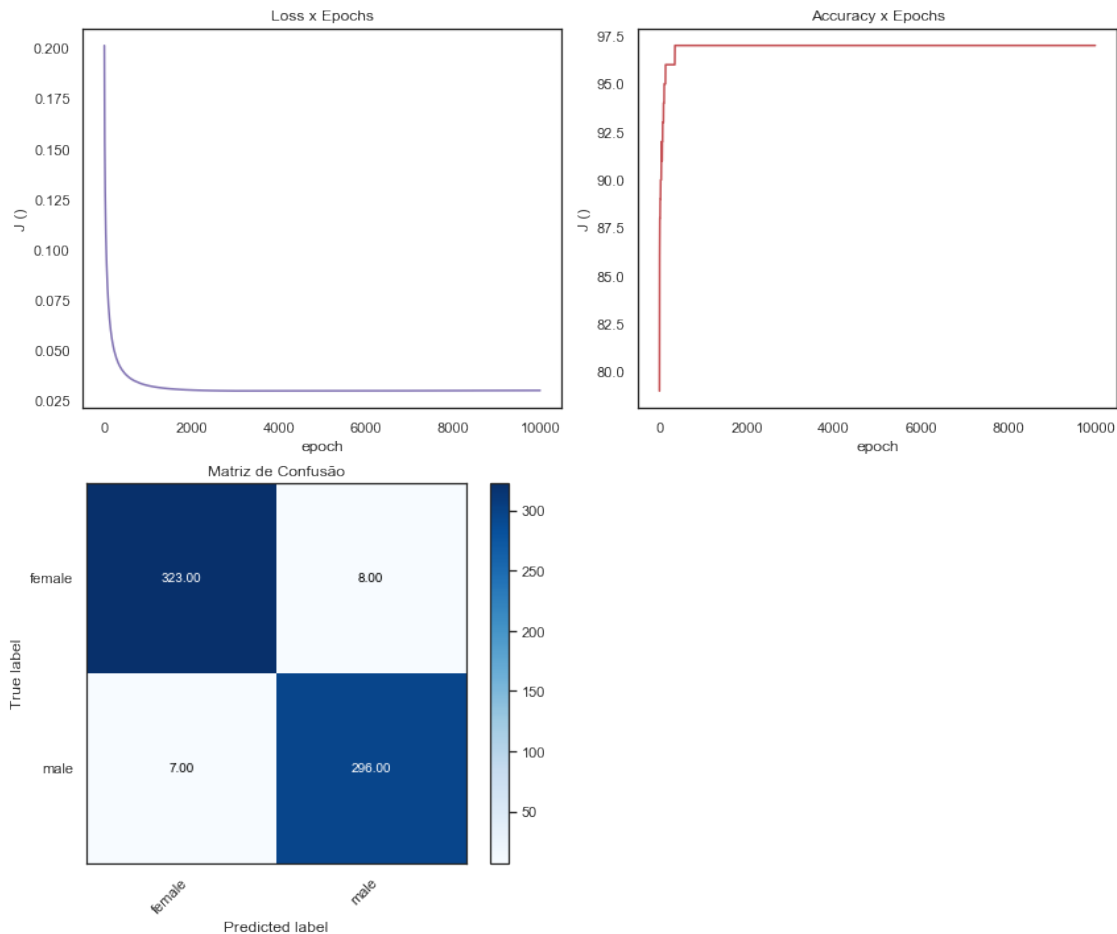 Loss x Epochs
0.200
0.175
0.150
0.125
0.100
0.075
0.050
0.025
J ()
0 2000 4000 6000 8000 10000
epoch
Accuracy x Epochs
97.5
95.0
92.5
90.0
87.5
85.0
82.5
80.0
J ()
0 2000 4000 6000 8000 10000
epoch
Matriz de Confusão
True label
female 323.00 8.00
male 7.00 296.00
female male
Predicted label
300
250
200
150
100
50